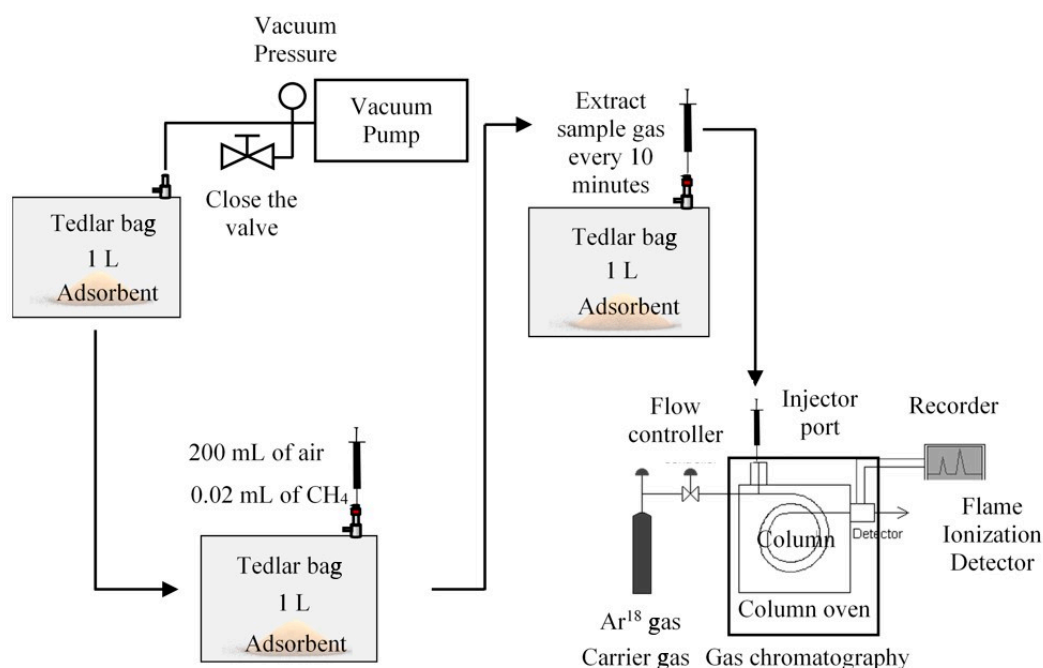 Vacuum
Pressure
Vacuum
Pump
Close the
valve
Tedlar bag
1 L
Adsorbent
200 mL of air
0.02 mL of CH₄
Tedlar bag
1 L
Adsorbent
Extract
sample gas
every 10
minutes
Tedlar bag
1 L
Adsorbent
Flow
controller
Injector
port
Recorder
Column
Detector
Flame
Ionization
Detector
Column oven
Ar¹⁸ gas
Carrier gas
Gas chromatography